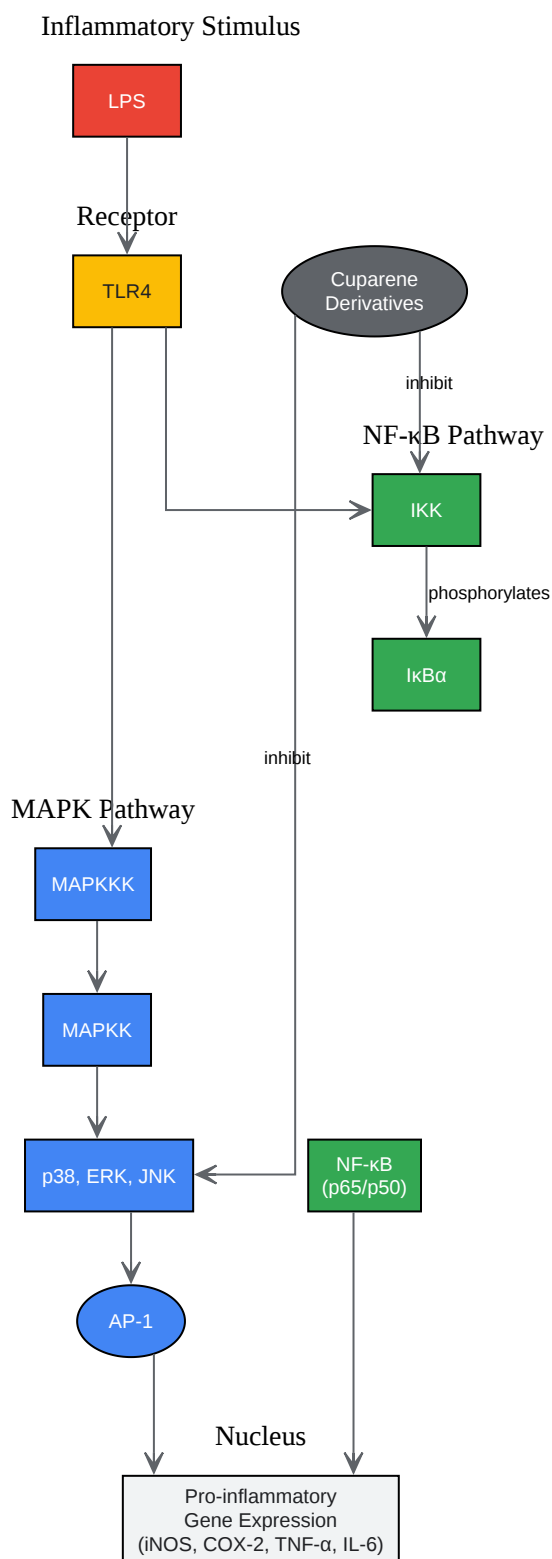 Inflammatory Stimulus
LPS
Receptor
TLR4
Cuparene
Derivatives
inhibit
NF-κB Pathway
IKK
phosphorylates
IκBα
inhibit
MAPK Pathway
MAPKKK
MAPKK
p38, ERK, JNK
NF-κB
(p65/p50)
AP-1
Nucleus
Pro-inflammatory
Gene Expression
(iNOS, COX-2, TNF-α, IL-6)